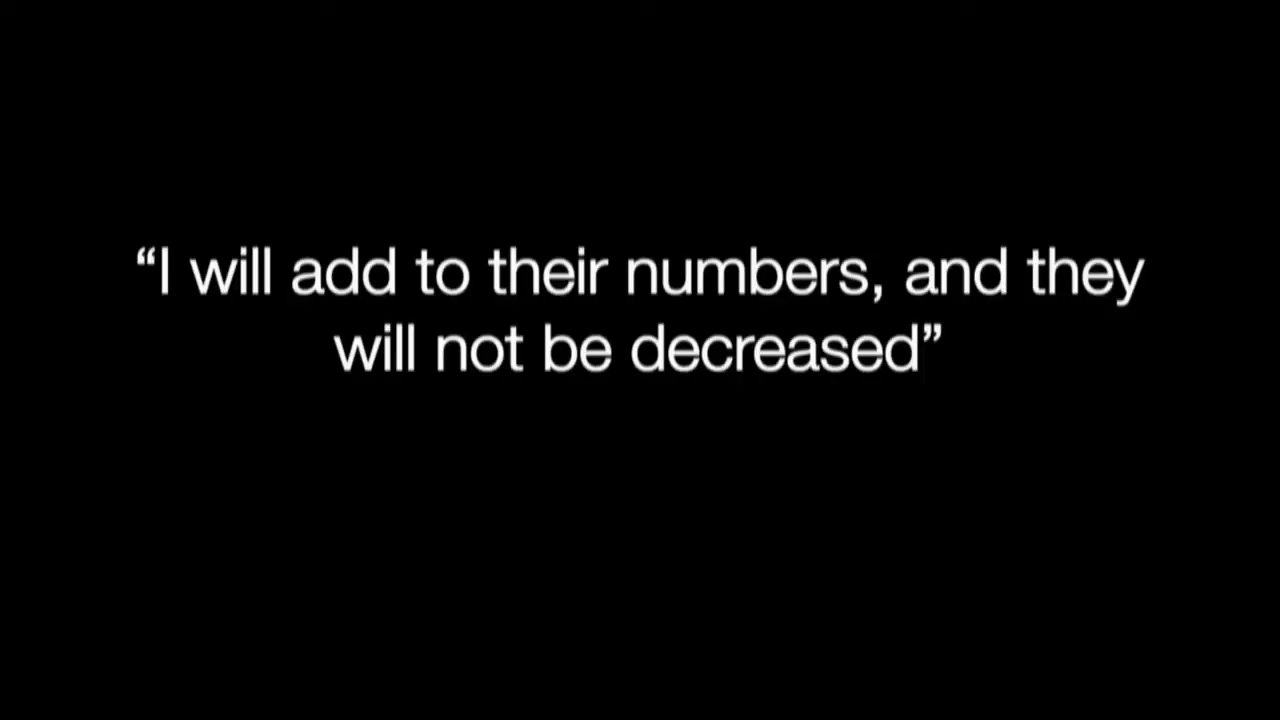 “I will add to their numbers, and they
will not be decreased”